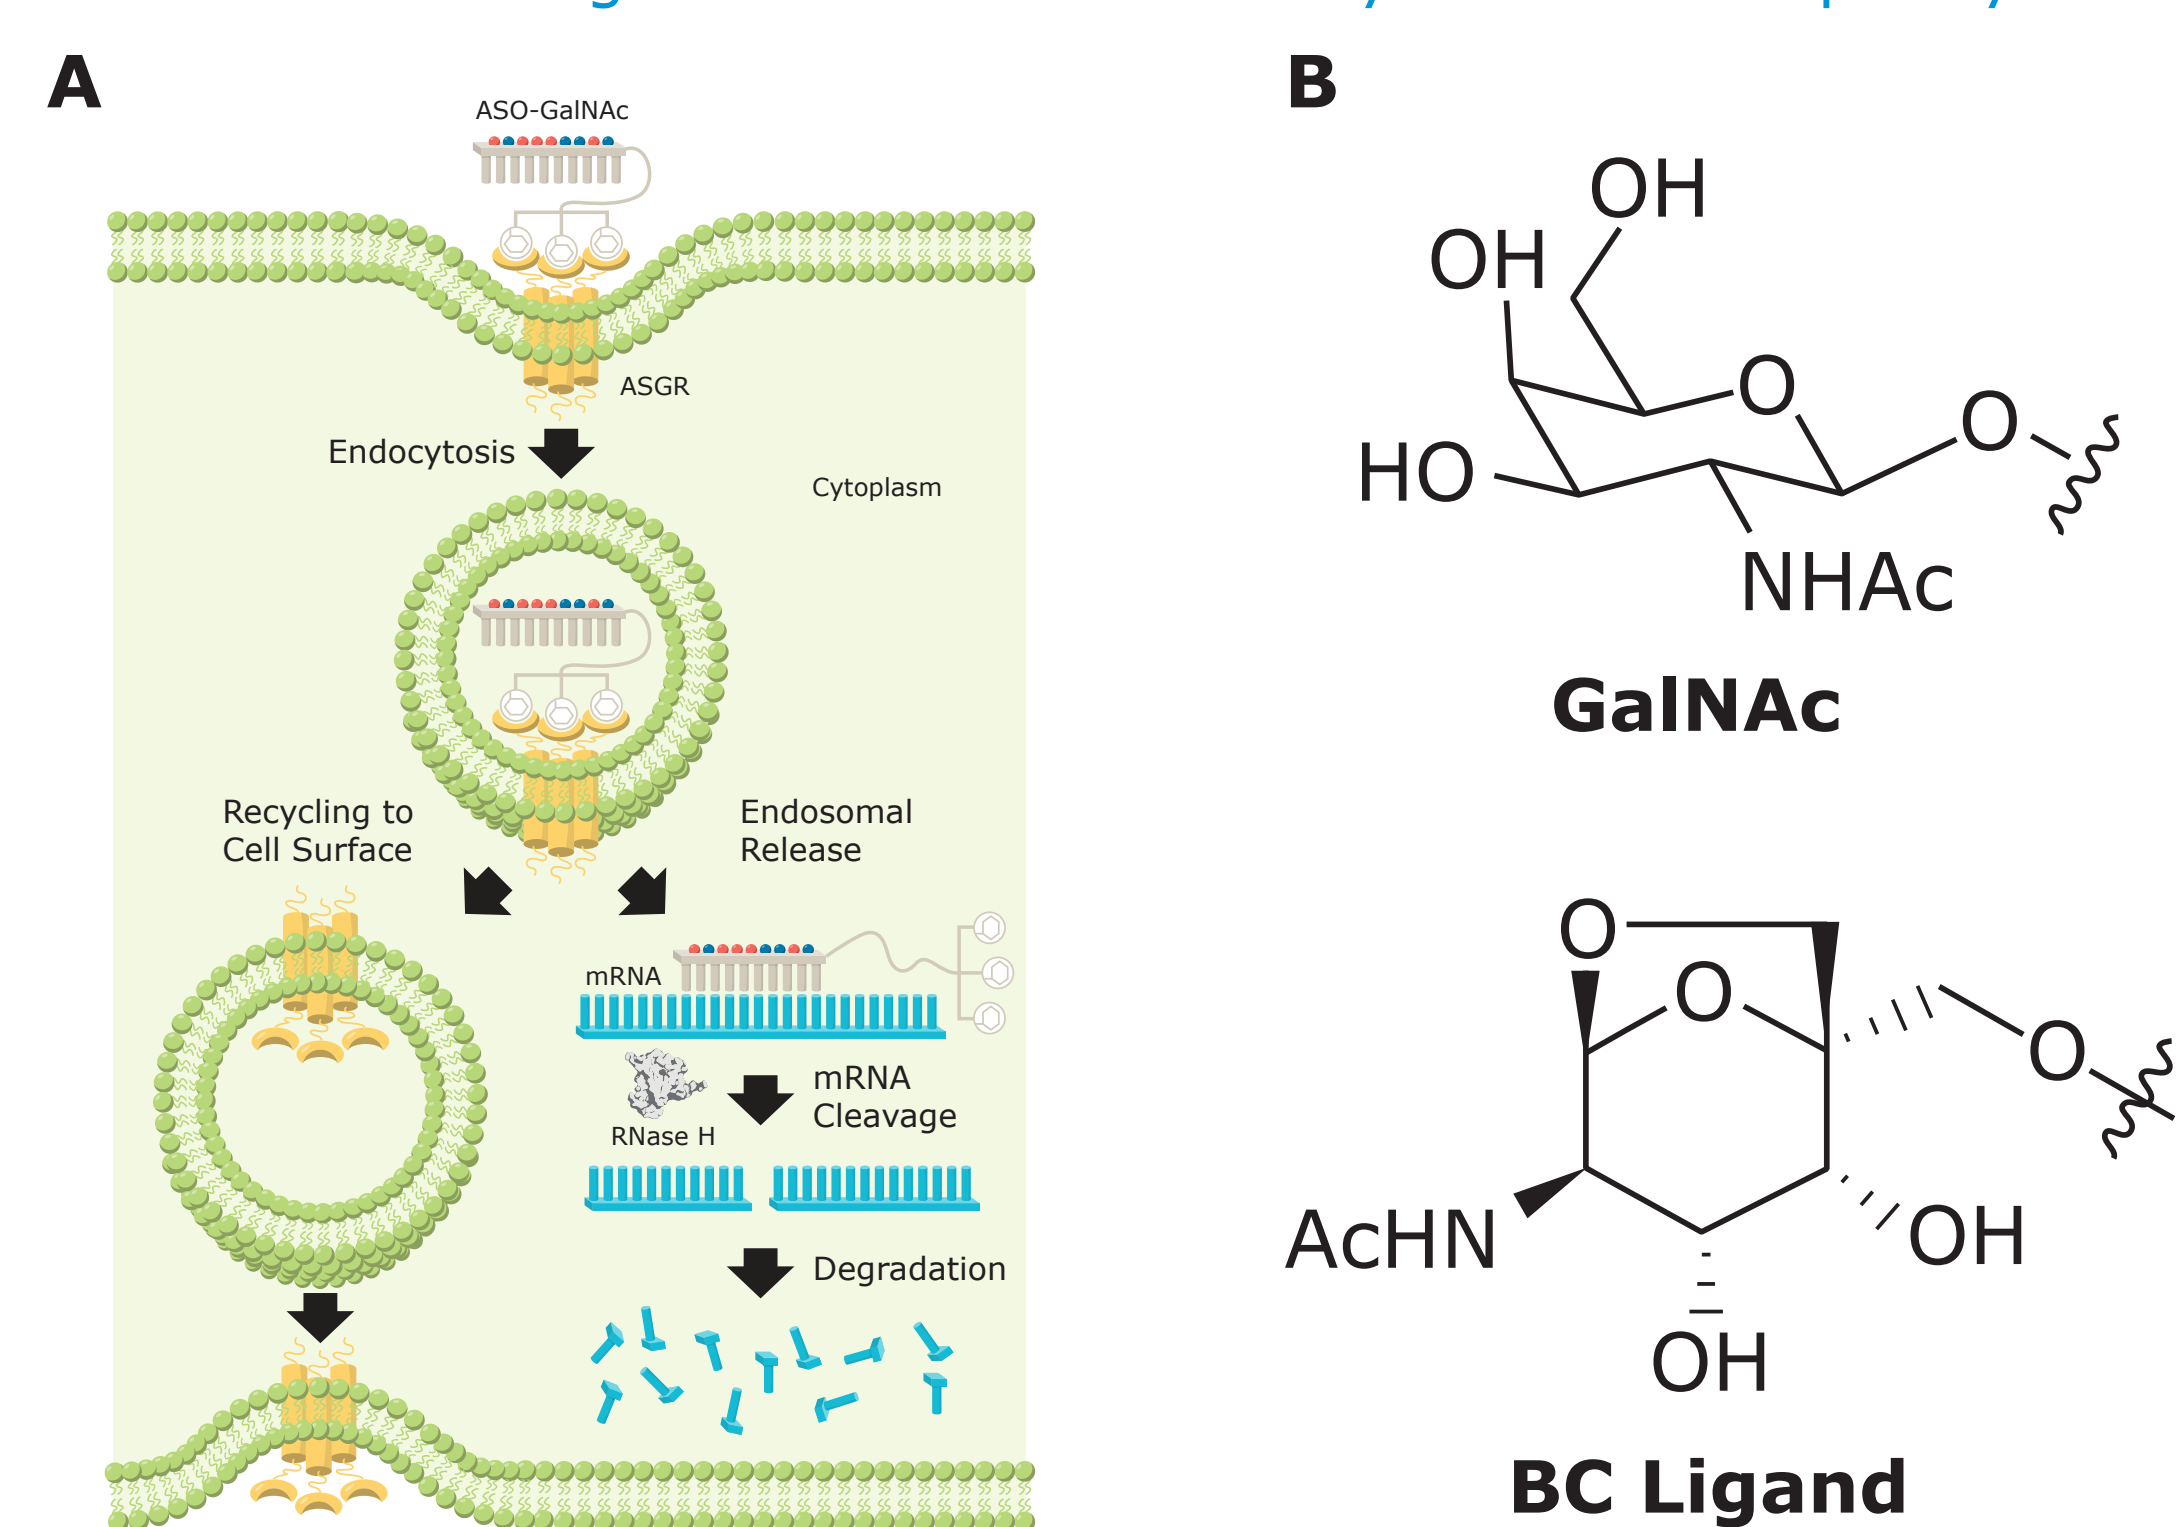 A
ASO-GalNAc
ASGR
Endocytosis
Cytoplasm
Recycling to
Cell Surface
Endosomal
Release
mRNA
mRNA
Cleavage
RNase H
Degradation
B
OH
OH
O
O
HO
NHAc
GalNAc
O
O
O
AcHN
OH
OH
BC Ligand